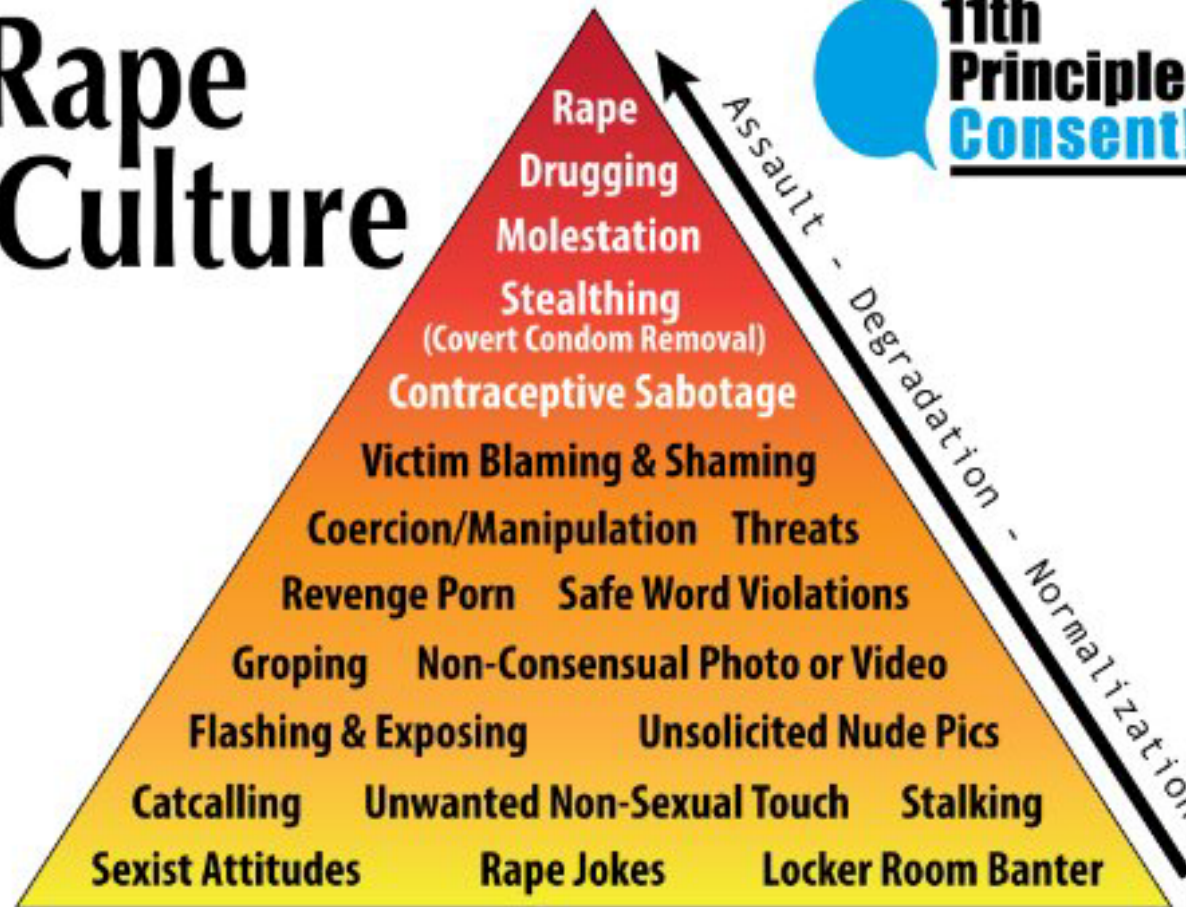 Rape
Culture
11th
Principle
Consent!
Assault - Degradation - Normalization
Rape
Drugging
Molestation
Stealthing
(Covert Condom Removal)
Contraceptive Sabotage
Victim Blaming & Shaming
Coercion/Manipulation Threats
Revenge Porn Safe Word Violations
Groping Non-Consensual Photo or Video
Flashing & Exposing Unsolicited Nude Pics
Catcalling Unwanted Non-Sexual Touch Stalking
Sexist Attitudes Rape Jokes Locker Room Banter